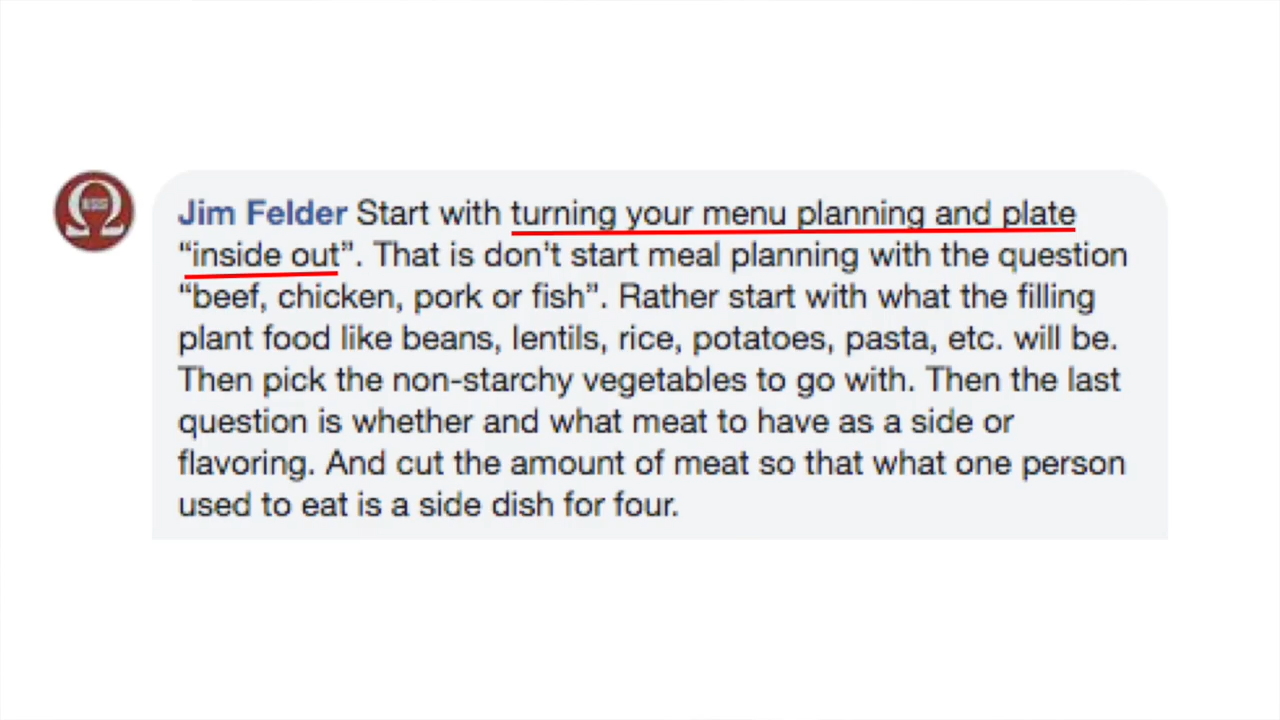 Jim Felder Start with turning your menu planning and plate
“inside out”. That is don’t start meal planning with the question
“beef, chicken, pork or fish”. Rather start with what the filling
plant food like beans, lentils, rice, potatoes, pasta, etc. will be.
Then pick the non-starchy vegetables to go with. Then the last
question is whether and what meat to have as a side or
flavoring. And cut the amount of meat so that what one person
used to eat is a side dish for four.